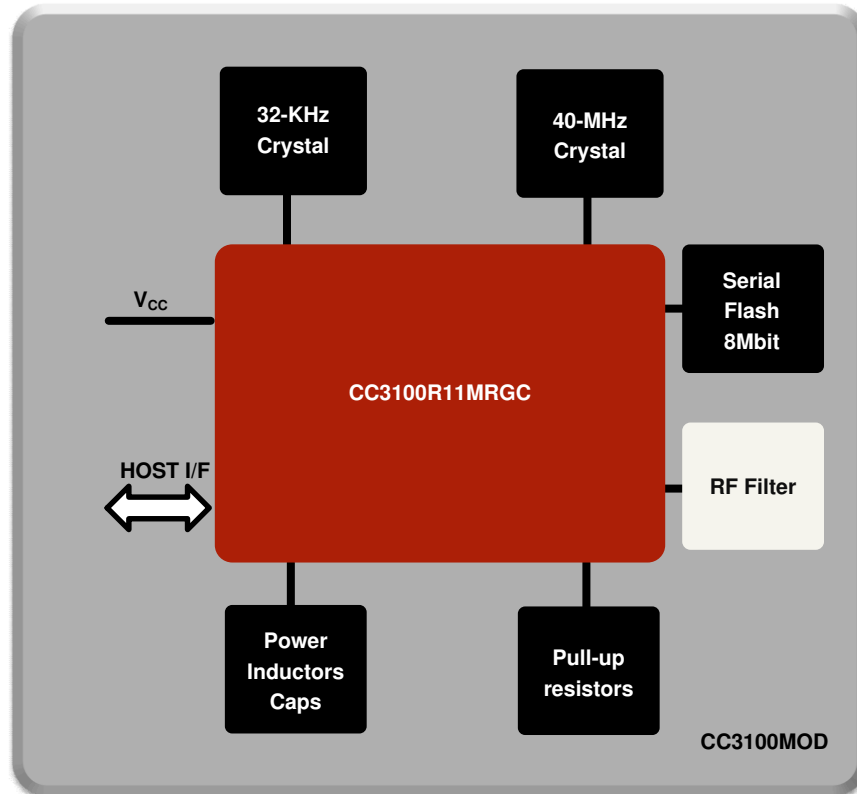 32-KHz
Crystal
40-MHz
Crystal
Serial
Flash
8Mbit
VCC
CC3100R11MRGC
HOST I/F
RF Filter
Power
Inductors
Caps
Pull-up
resistors
CC3100MOD